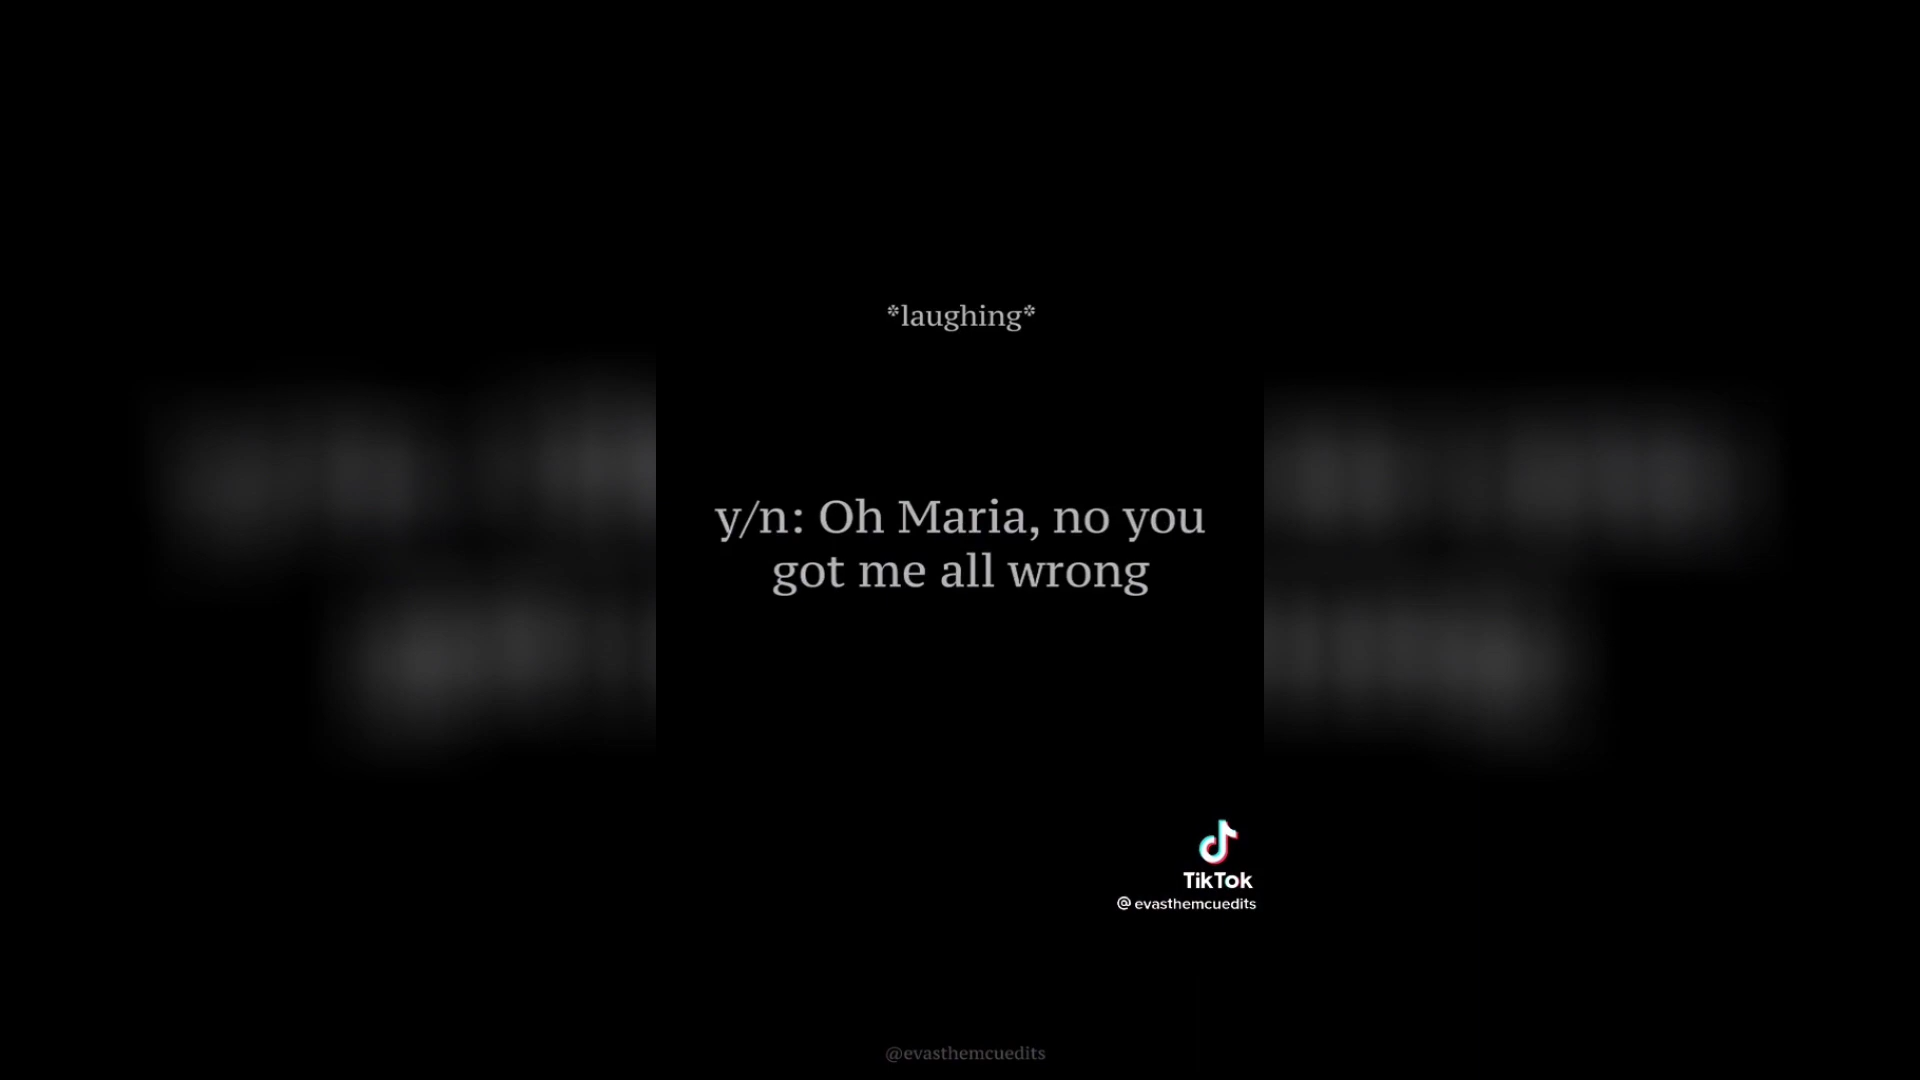 *laughing*
y/n: Oh Maria, no you
got me all wrong
TikTok
@evasthemcuedits
@evasthemcuedits